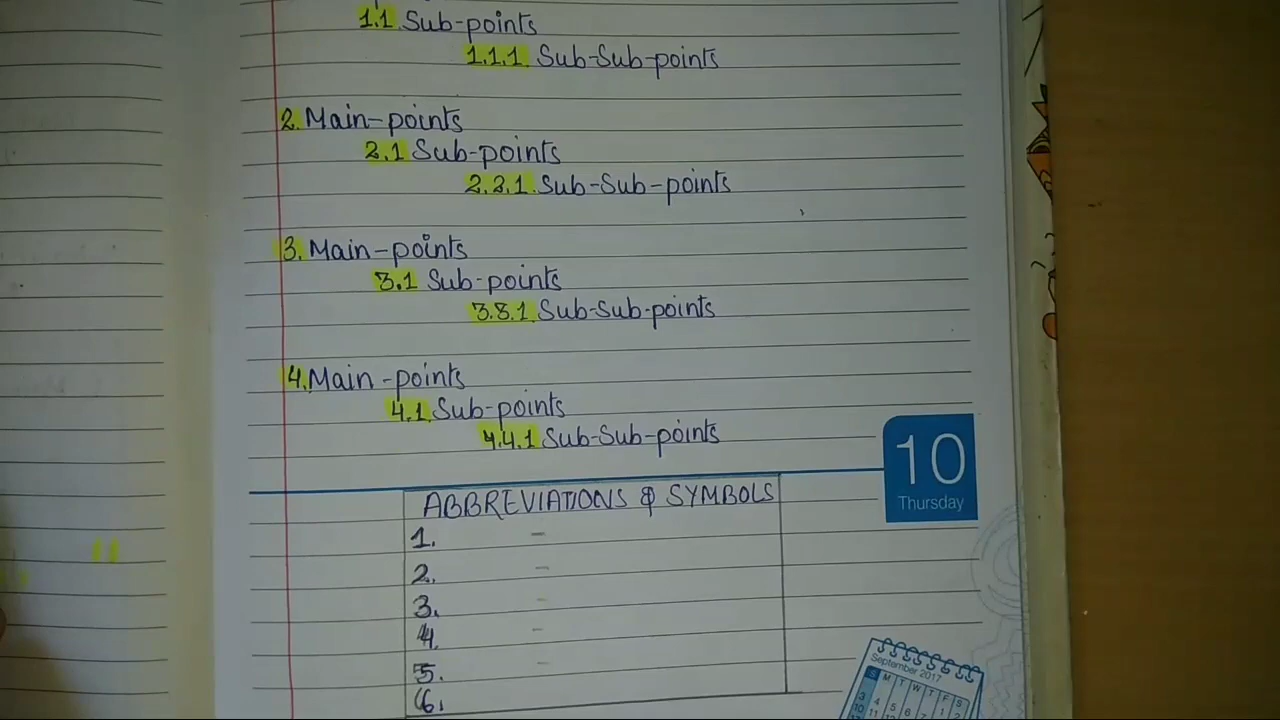 1.1 Sub-points
1.1.1 Sub-Sub-points
2. Main-points
2.1 Sub-points
2.2.1 Sub-Sub-points
3. Main-points
3.1 Sub-points
3.3.1 Sub-Sub-points
4. Main-points
4.1 Sub-points
4.4.1 Sub-Sub-points
10
Thursday
ABBREVIATIONS & SYMBOLS
1. -
2. -
3. -
4. -
5. -
6.
September 2017
S M T W T F S